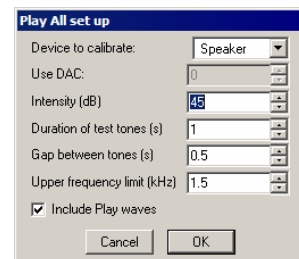 Play All set up
Device to calibrate: Speaker
Use DAC: 0
Intensity (dB) 45
Duration of test tones (s) 1
Gap between tones (s) 0.5
Upper frequency limit (kHz) 1.5
Include Play waves
Cancel OK